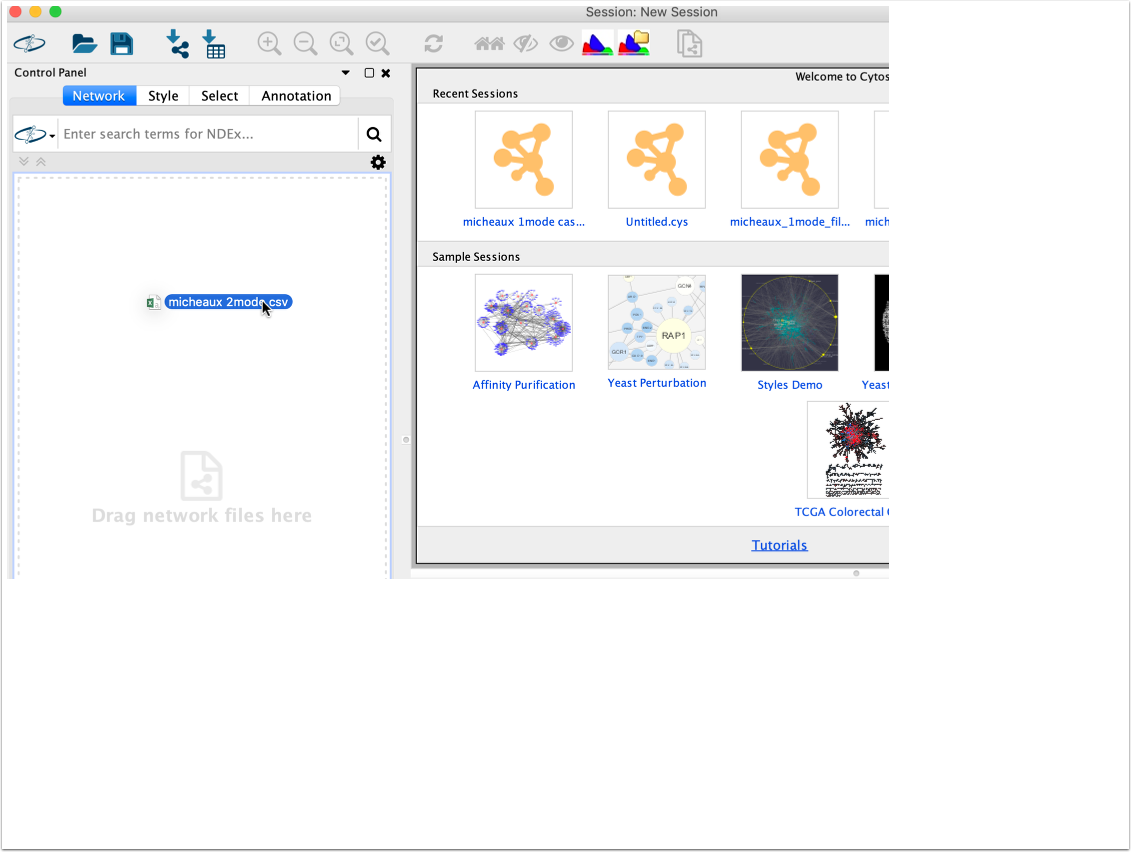 Session: New Session
Control Panel
Network Style Select Annotation
Enter search terms for NDEx...
micheaux 2mode.csv
Drag network files here
Welcome to Cytos
Recent Sessions
micheaux 1mode cas... Untitled.cys micheaux_1mode_fil... mich
Sample Sessions
GCN4
RAP1
GCR1
Affinity Purification Yeast Perturbation Styles Demo Yeas
TCGA Colorectal
Tutorials